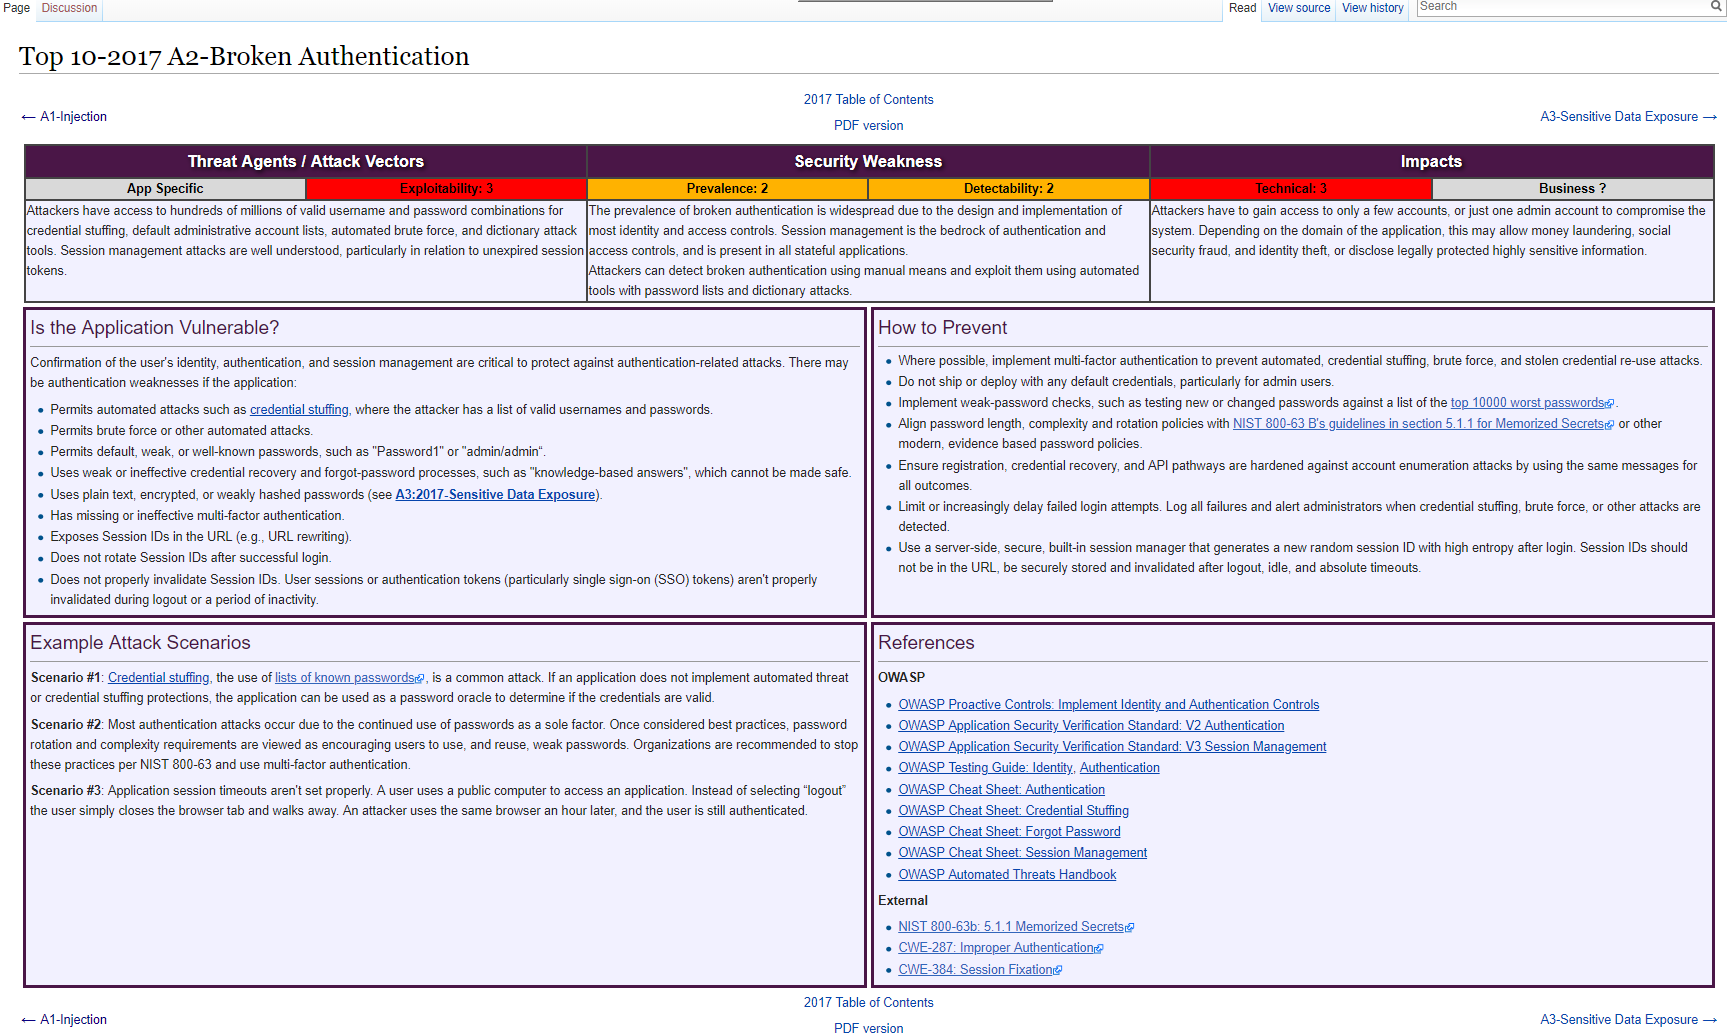 Page Discussion Read View source View history Search
Top 10-2017 A2-Broken Authentication
2017 Table of Contents
← A1-Injection A3-Sensitive Data Exposure →
PDF version
Threat Agents / Attack Vectors Security Weakness Impacts
App Specific Exploitability: 3 Prevalence: 2 Detectability: 2 Technical: 3 Business ?
Attackers have access to hundreds of millions of valid username and password combinations for
credential stuffing, default administrative account lists, automated brute force, and dictionary attack
tools. Session management attacks are well understood, particularly in relation to unexpired session
tokens.
The prevalence of broken authentication is widespread due to the design and implementation of
most identity and access controls. Session management is the bedrock of authentication and
access controls, and is present in all stateful applications.
Attackers can detect broken authentication using manual means and exploit them using automated
tools with password lists and dictionary attacks.
Attackers have to gain access to only a few accounts, or just one admin account to compromise the
system. Depending on the domain of the application, this may allow money laundering, social
security fraud, and identity theft, or disclose legally protected highly sensitive information.
Is the Application Vulnerable?
Confirmation of the user's identity, authentication, and session management are critical to protect against authentication-related attacks. There may
be authentication weaknesses if the application:
• Permits automated attacks such as credential stuffing, where the attacker has a list of valid usernames and passwords.
• Permits brute force or other automated attacks.
• Permits default, weak, or well-known passwords, such as "Password1" or "admin/admin“.
• Uses weak or ineffective credential recovery and forgot-password processes, such as "knowledge-based answers", which cannot be made safe.
• Uses plain text, encrypted, or weakly hashed passwords (see A3:2017-Sensitive Data Exposure).
• Has missing or ineffective multi-factor authentication.
• Exposes Session IDs in the URL (e.g., URL rewriting).
• Does not rotate Session IDs after successful login.
• Does not properly invalidate Session IDs. User sessions or authentication tokens (particularly single sign-on (SSO) tokens) aren't properly
invalidated during logout or a period of inactivity.
How to Prevent
• Where possible, implement multi-factor authentication to prevent automated, credential stuffing, brute force, and stolen credential re-use attacks.
• Do not ship or deploy with any default credentials, particularly for admin users.
• Implement weak-password checks, such as testing new or changed passwords against a list of the top 10000 worst passwords.
• Align password length, complexity and rotation policies with NIST 800-63 B's guidelines in section 5.1.1 for Memorized Secrets or other
modern, evidence based password policies.
• Ensure registration, credential recovery, and API pathways are hardened against account enumeration attacks by using the same messages for
all outcomes.
• Limit or increasingly delay failed login attempts. Log all failures and alert administrators when credential stuffing, brute force, or other attacks are
detected.
• Use a server-side, secure, built-in session manager that generates a new random session ID with high entropy after login. Session IDs should
not be in the URL, be securely stored and invalidated after logout, idle, and absolute timeouts.
Example Attack Scenarios
Scenario #1: Credential stuffing, the use of lists of known passwords, is a common attack. If an application does not implement automated threat
or credential stuffing protections, the application can be used as a password oracle to determine if the credentials are valid.
Scenario #2: Most authentication attacks occur due to the continued use of passwords as a sole factor. Once considered best practices, password
rotation and complexity requirements are viewed as encouraging users to use, and reuse, weak passwords. Organizations are recommended to stop
these practices per NIST 800-63 and use multi-factor authentication.
Scenario #3: Application session timeouts aren't set properly. A user uses a public computer to access an application. Instead of selecting “logout”
the user simply closes the browser tab and walks away. An attacker uses the same browser an hour later, and the user is still authenticated.
References
OWASP
• OWASP Proactive Controls: Implement Identity and Authentication Controls
• OWASP Application Security Verification Standard: V2 Authentication
• OWASP Application Security Verification Standard: V3 Session Management
• OWASP Testing Guide: Identity, Authentication
• OWASP Cheat Sheet: Authentication
• OWASP Cheat Sheet: Credential Stuffing
• OWASP Cheat Sheet: Forgot Password
• OWASP Cheat Sheet: Session Management
• OWASP Automated Threats Handbook
External
• NIST 800-63b: 5.1.1 Memorized Secrets
• CWE-287: Improper Authentication
• CWE-384: Session Fixation
2017 Table of Contents
← A1-Injection A3-Sensitive Data Exposure →
PDF version